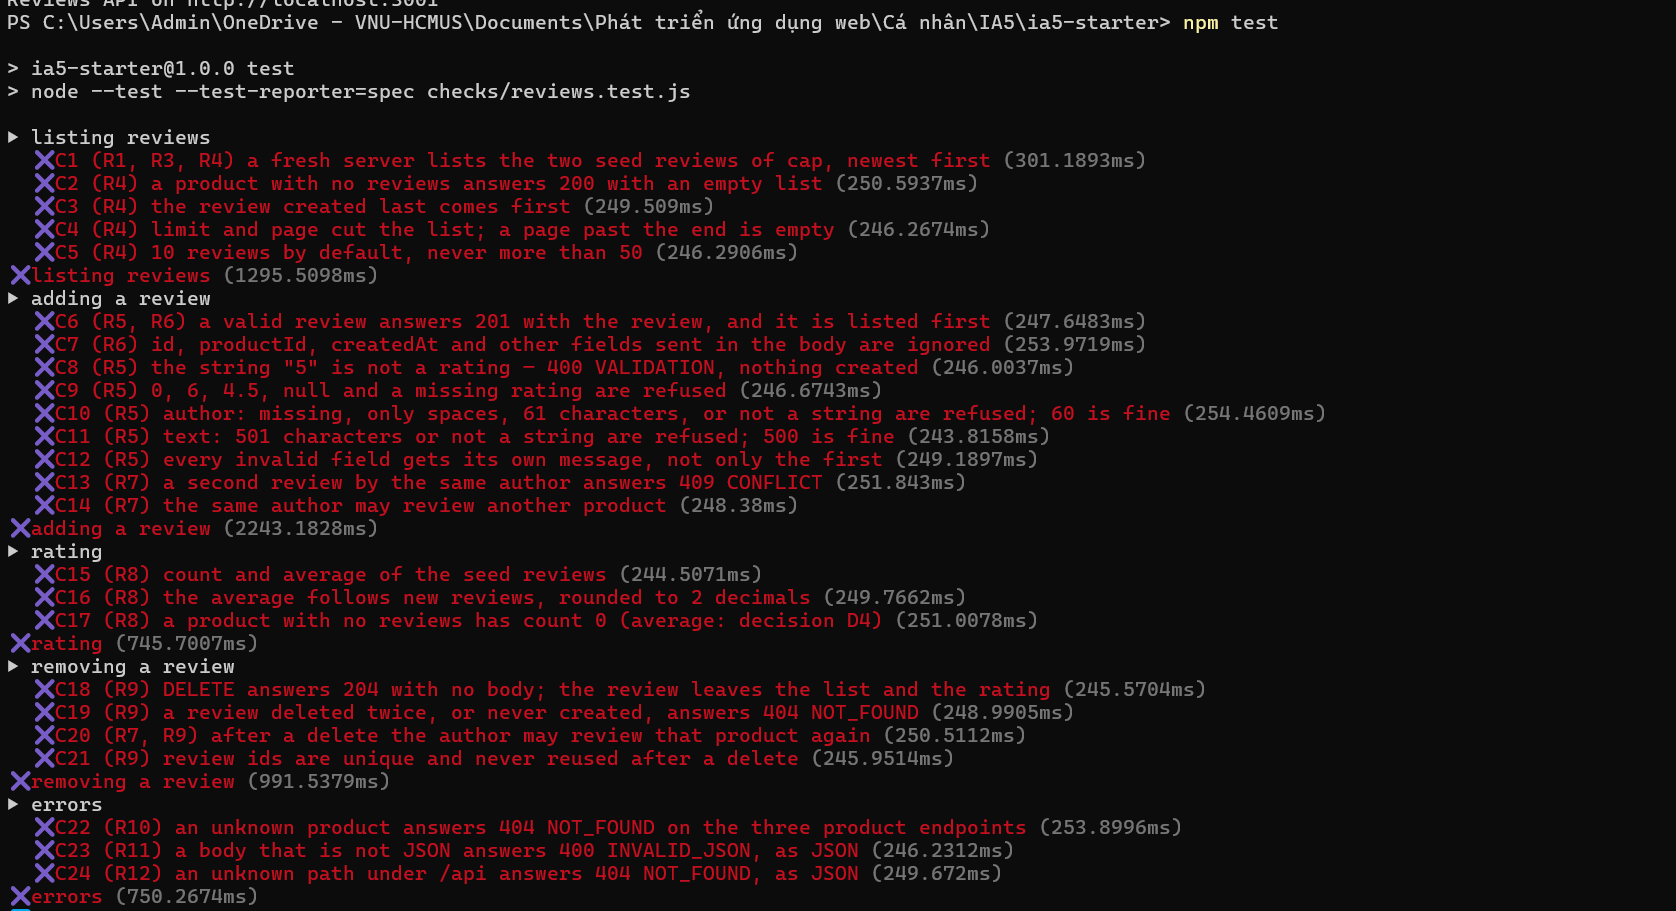 Reviews API on http://localhost:3001
PS C:\Users\Admin\OneDrive - VNU-HCMUS\Documents\Phát triển ứng dụng web\Cá nhân\IA5\ia5-starter> npm test
> ia5-starter@1.0.0 test
> node --test --test-reporter=spec checks/reviews.test.js
▶ listing reviews
❌C1 (R1, R3, R4) a fresh server lists the two seed reviews of cap, newest first (301.1893ms)
❌C2 (R4) a product with no reviews answers 200 with an empty list (250.5937ms)
❌C3 (R4) the review created last comes first (249.509ms)
❌C4 (R4) limit and page cut the list; a page past the end is empty (246.2674ms)
❌C5 (R4) 10 reviews by default, never more than 50 (246.2906ms)
❌listing reviews (1295.5098ms)
▶ adding a review
❌C6 (R5, R6) a valid review answers 201 with the review, and it is listed first (247.6483ms)
❌C7 (R6) id, productId, createdAt and other fields sent in the body are ignored (253.9719ms)
❌C8 (R5) the string "5" is not a rating — 400 VALIDATION, nothing created (246.0037ms)
❌C9 (R5) 0, 6, 4.5, null and a missing rating are refused (246.6743ms)
❌C10 (R5) author: missing, only spaces, 61 characters, or not a string are refused; 60 is fine (254.4609ms)
❌C11 (R5) text: 501 characters or not a string are refused; 500 is fine (243.8158ms)
❌C12 (R5) every invalid field gets its own message, not only the first (249.1897ms)
❌C13 (R7) a second review by the same author answers 409 CONFLICT (251.843ms)
❌C14 (R7) the same author may review another product (248.38ms)
❌adding a review (2243.1828ms)
▶ rating
❌C15 (R8) count and average of the seed reviews (244.5071ms)
❌C16 (R8) the average follows new reviews, rounded to 2 decimals (249.7662ms)
❌C17 (R8) a product with no reviews has count 0 (average: decision D4) (251.0078ms)
❌rating (745.7007ms)
▶ removing a review
❌C18 (R9) DELETE answers 204 with no body; the review leaves the list and the rating (245.5704ms)
❌C19 (R9) a review deleted twice, or never created, answers 404 NOT_FOUND (248.9905ms)
❌C20 (R7, R9) after a delete the author may review that product again (250.5112ms)
❌C21 (R9) review ids are unique and never reused after a delete (245.9514ms)
❌removing a review (991.5379ms)
▶ errors
❌C22 (R10) an unknown product answers 404 NOT_FOUND on the three product endpoints (253.8996ms)
❌C23 (R11) a body that is not JSON answers 400 INVALID_JSON, as JSON (246.2312ms)
❌C24 (R12) an unknown path under /api answers 404 NOT_FOUND, as JSON (249.672ms)
❌errors (750.2674ms)